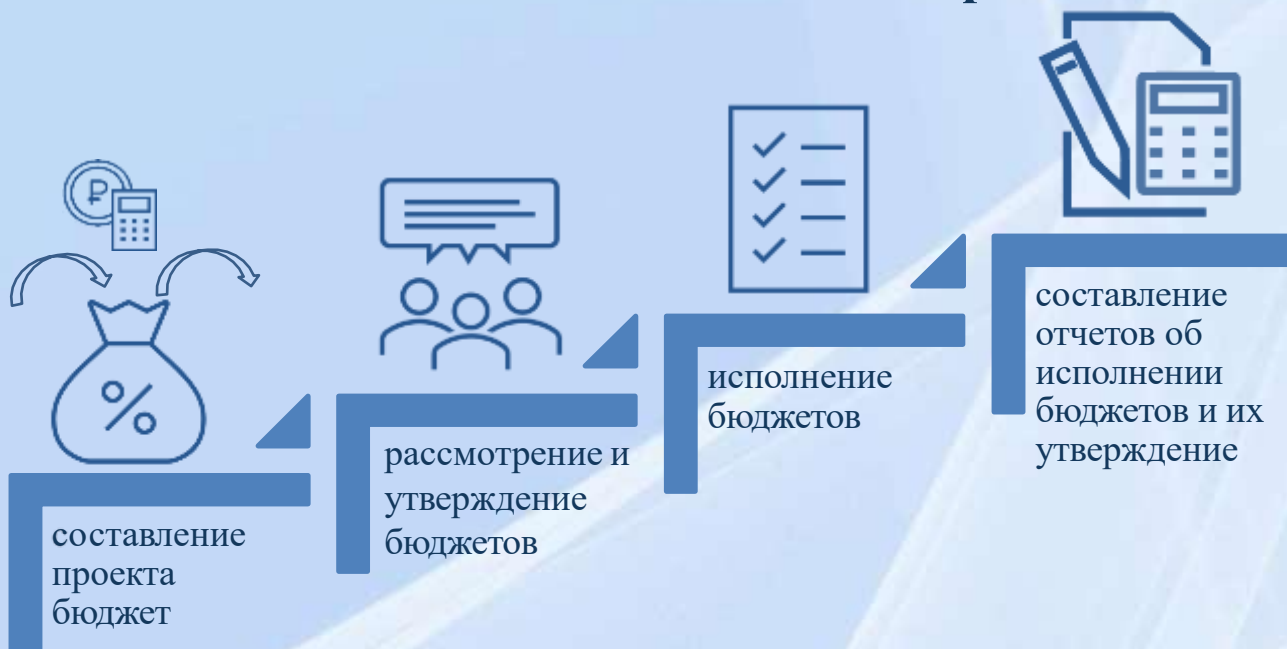 составление
проекта
бюджет
рассмотрение и
утверждение
бюджетов
исполнение
бюджетов
составление
отчетов об
исполнении
бюджетов и их
утверждение